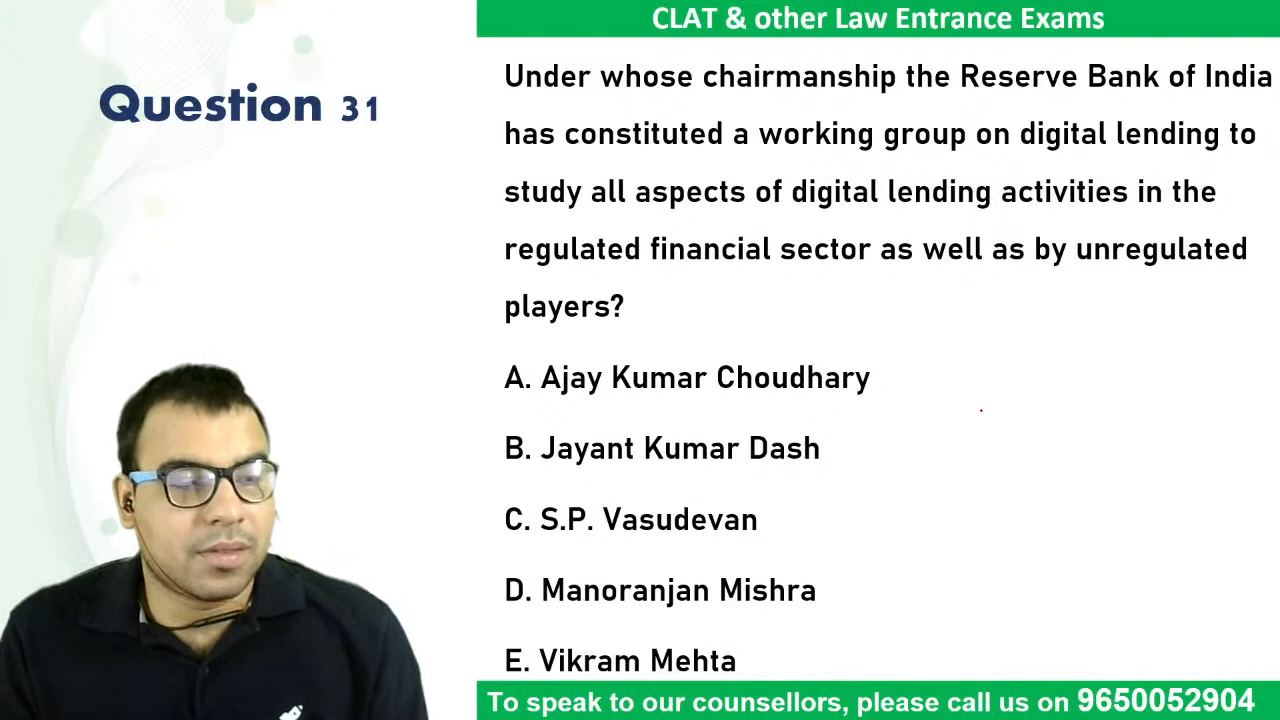 CLAT & other Law Entrance Exams
Question 31
Under whose chairmanship the Reserve Bank of India
has constituted a working group on digital lending to
study all aspects of digital lending activities in the
regulated financial sector as well as by unregulated
players?
A. Ajay Kumar Choudhary
B. Jayant Kumar Dash
C. S.P. Vasudevan
D. Manoranjan Mishra
E. Vikram Mehta
To speak to our counsellors, please call us on 9650052904